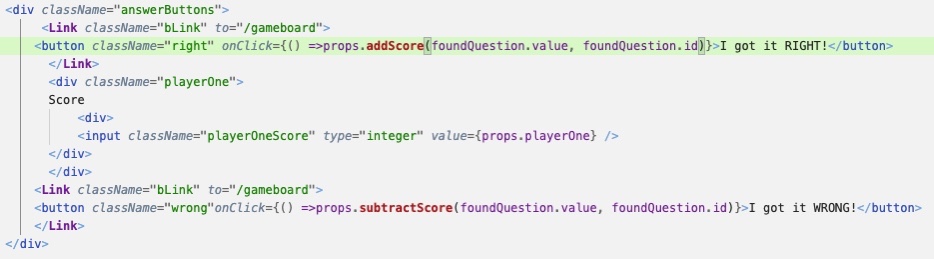 <div className="answerButtons">
<Link className="bLink" to="/gameboard">
<button className="right" onClick={() =>props.addScore(foundQuestion.value, foundQuestion.id)}>I got it RIGHT!</button>
</Link>
<div className="playerOne">
Score
<div>
<input className="playerOneScore" type="integer" value={props.playerOne} />
</div>
</div>
<Link className="bLink" to="/gameboard">
<button className="wrong"onClick={() =>props.subtractScore(foundQuestion.value, foundQuestion.id)}>I got it WRONG!</button>
</Link>
</div>